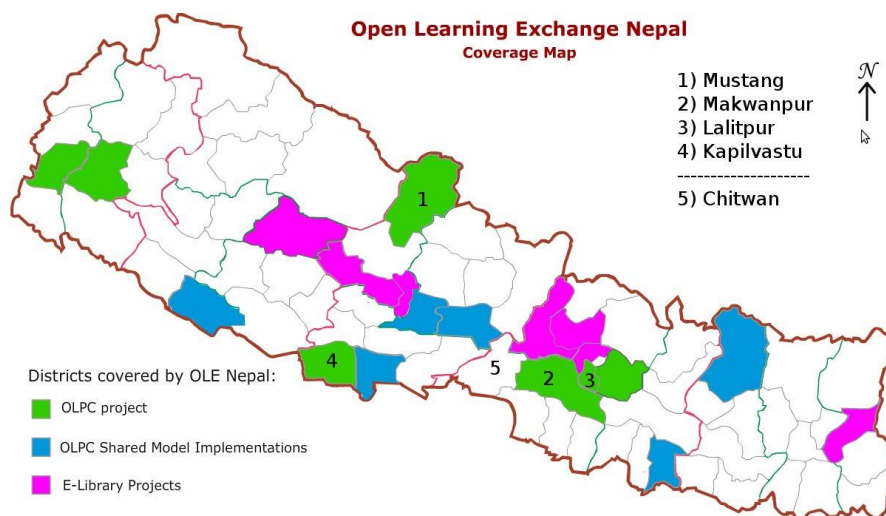 Open Learning Exchange Nepal
Coverage Map
N
1) Mustang
2) Makwanpur
3) Lalitpur
4) Kapilvastu
--------------------
5) Chitwan
1
4
5
2
3
Districts covered by OLE Nepal:
OLPC project
OLPC Shared Model Implementations
E-Library Projects